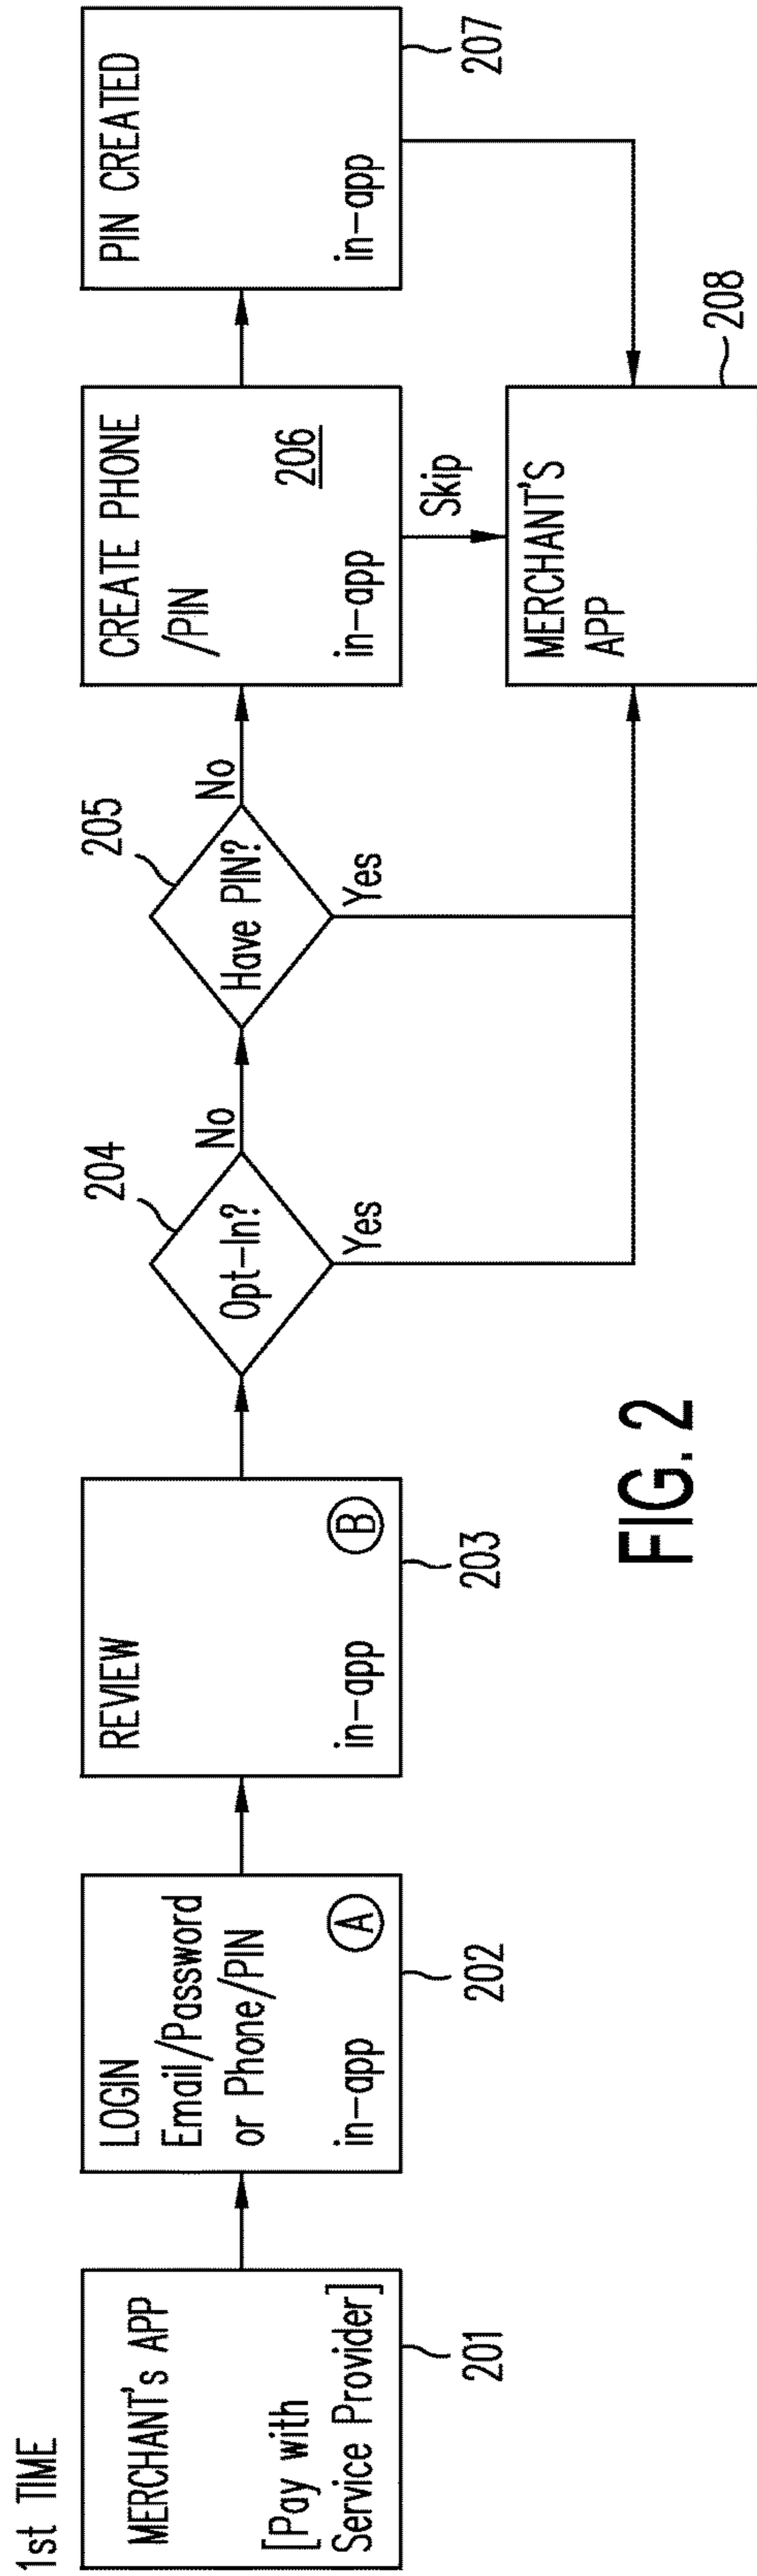 1st TIME
MERCHANT's APP
[Pay with
Service Provider]
201
LOGIN
Email/Password
or Phone/PIN
in-app
A
202
REVIEW
in-app
B
203
204
Opt-In?
No
Yes
205
Have PIN?
No
Yes
CREATE PHONE
/PIN
206
in-app
Skip
PIN CREATED
in-app
207
MERCHANT'S
APP
208
FIG. 2